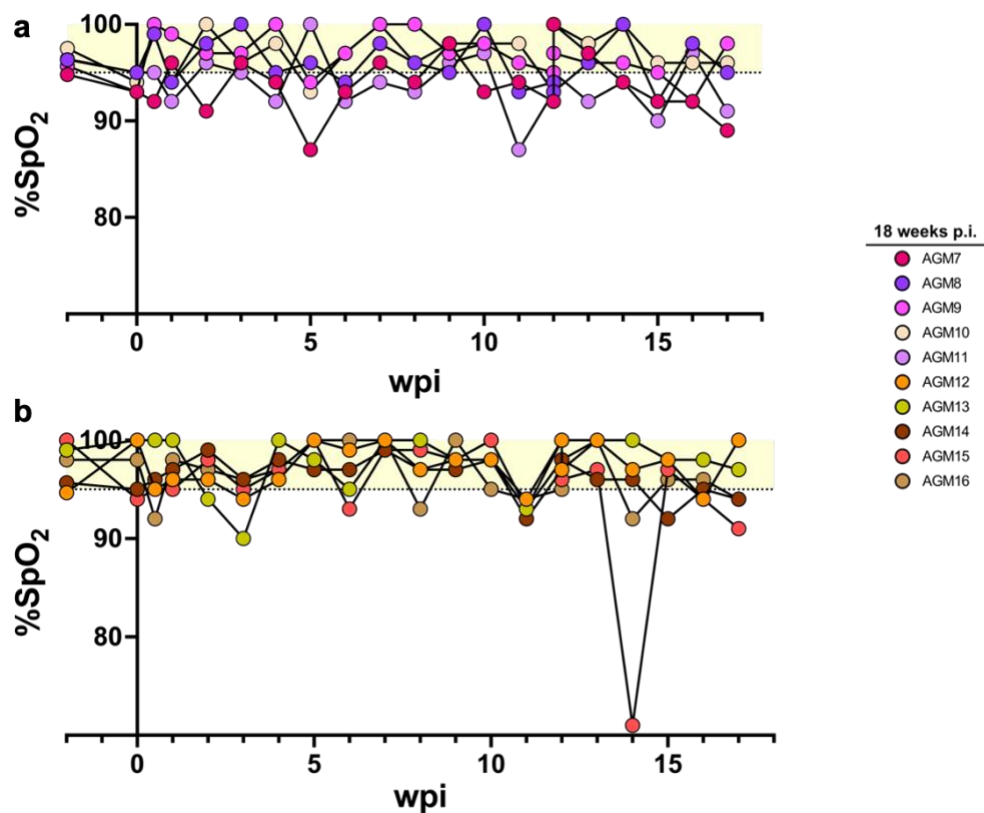 a
100
90
80
%SpO2
0
5
10
15
wpi
b
100
90
80
%SpO2
0
5
10
15
wpi
18 weeks p.i.
AGM7
AGM8
AGM9
AGM10
AGM11
AGM12
AGM13
AGM14
AGM15
AGM16